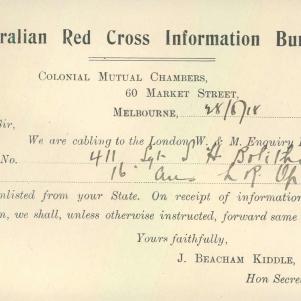 ralian Red Cross Information Bu
COLONIAL MUTUAL CHAMBERS,
60 MARKET STREET,
MELBOURNE, 28/6/18
Sir,
We are cabling to the London W. & M. Enquiry
No. 411 Sgt J H Bolith
16 Aus L. R. Op
nlisted from your State. On receipt of information
n, we shall, unless otherwise instructed, forward same
Yours faithfully,
J. BEACHAM KIDDLE,
Hon Secre